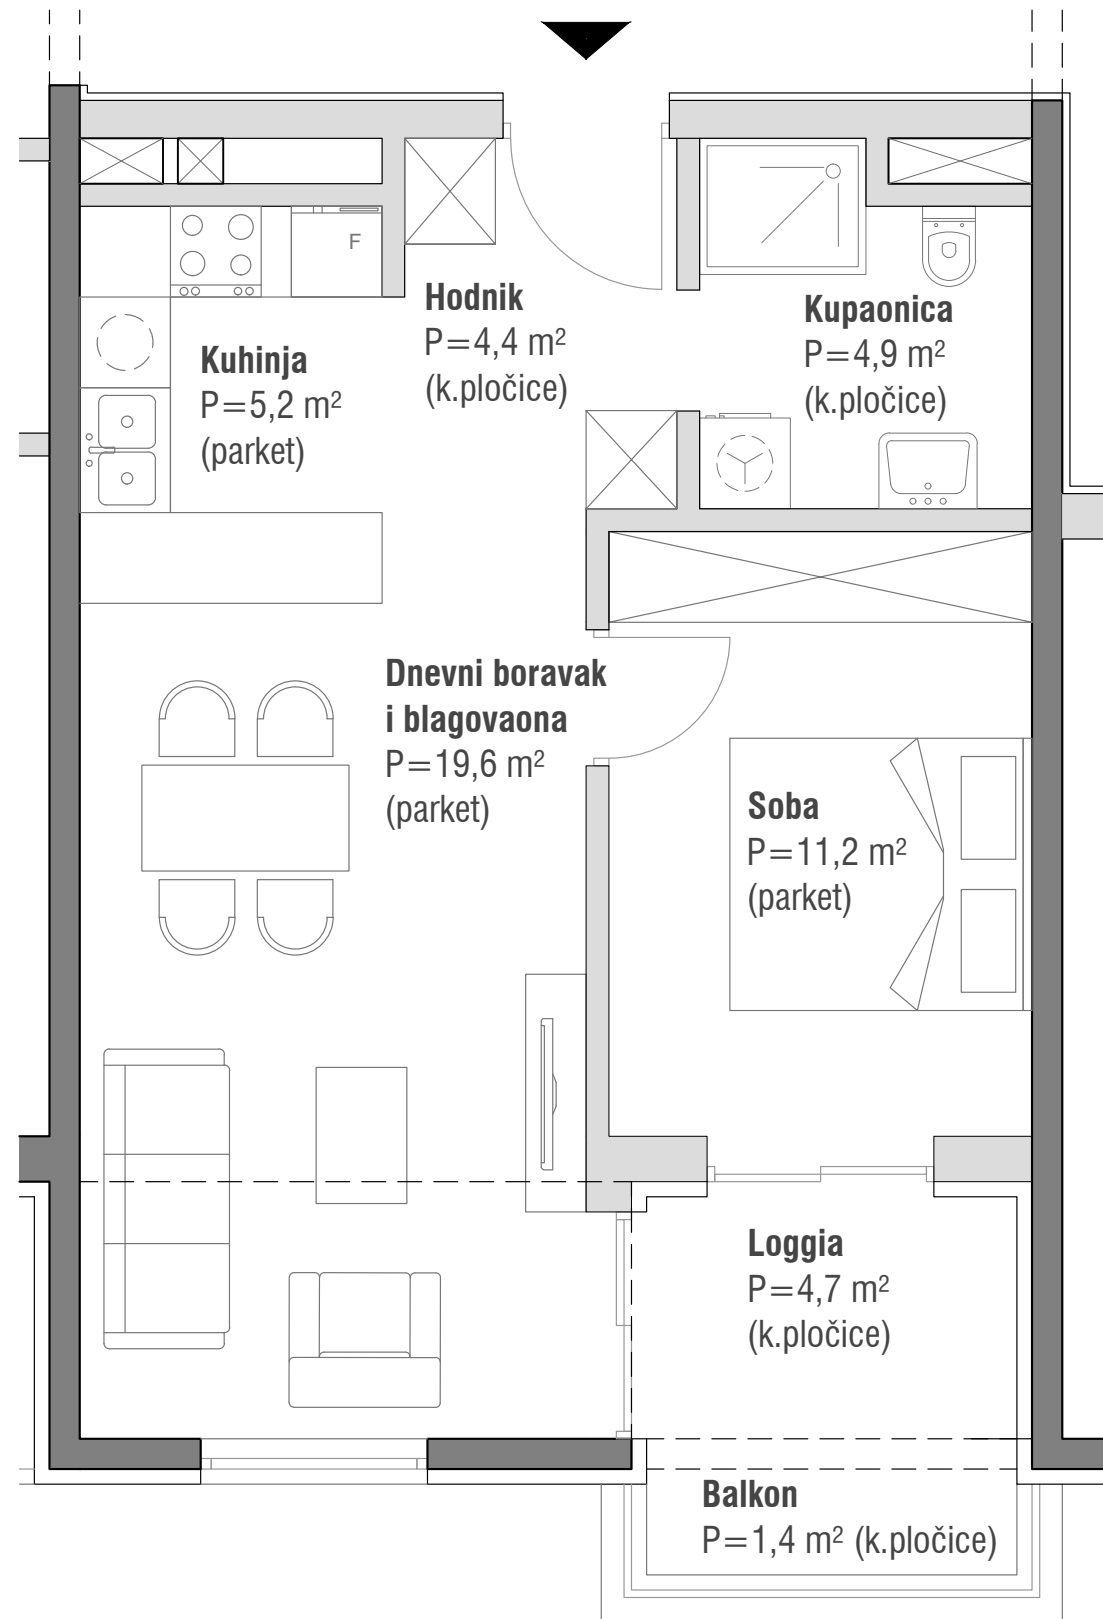 F
Hodnik
P=4,4 m²
(k.pločice)
Kupaonica
P=4,9 m²
(k.pločice)
Kuhinja
P=5,2 m²
(parket)
Dnevni boravak
i blagovaona
P=19,6 m²
(parket)
Soba
P=11,2 m²
(parket)
Loggia
P=4,7 m²
(k.pločice)
Balkon
P=1,4 m² (k.pločice)